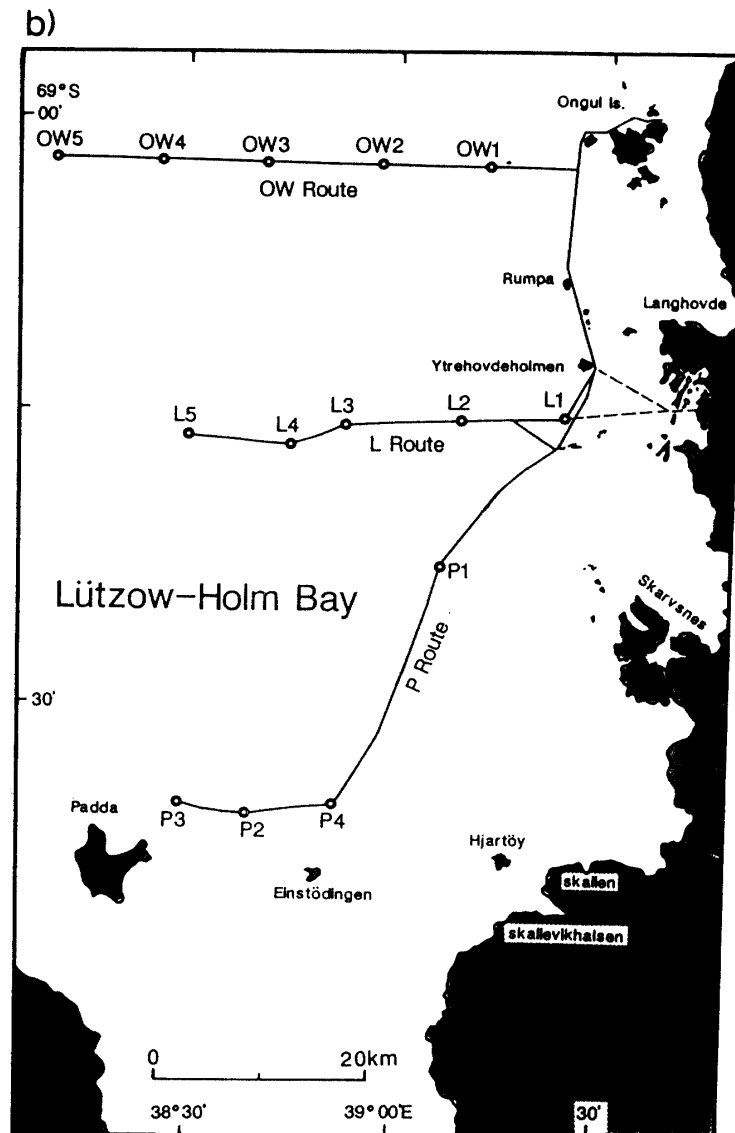 b)
69°S
00'
Ongul Is.
OW5 OW4 OW3 OW2 OW1
OW Route
Rumpa
Langhovde
Ytrehovdeholmen
L5 L4 L3 L2 L1
L Route
P1
Lützow-Holm Bay
Skarvsnes
P Route
30'
Padda
P3 P2 P4
Hjartöy
Einstödingen
skallen
skallevikhalsen
0 20km
38°30' 39°00'E 30'